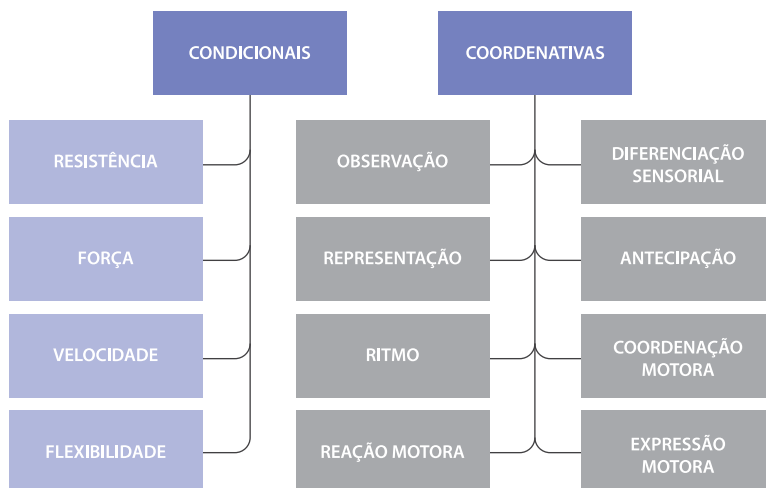 CONDICIONAIS
COORDENATIVAS
RESISTÊNCIA
FORÇA
VELOCIDADE
FLEXIBILIDADE
OBSERVAÇÃO
REPRESENTAÇÃO
RITMO
REAÇÃO MOTORA
DIFERENCIAÇÃO
SENSORIAL
ANTECIPAÇÃO
COORDENAÇÃO
MOTORA
EXPRESSÃO
MOTORA